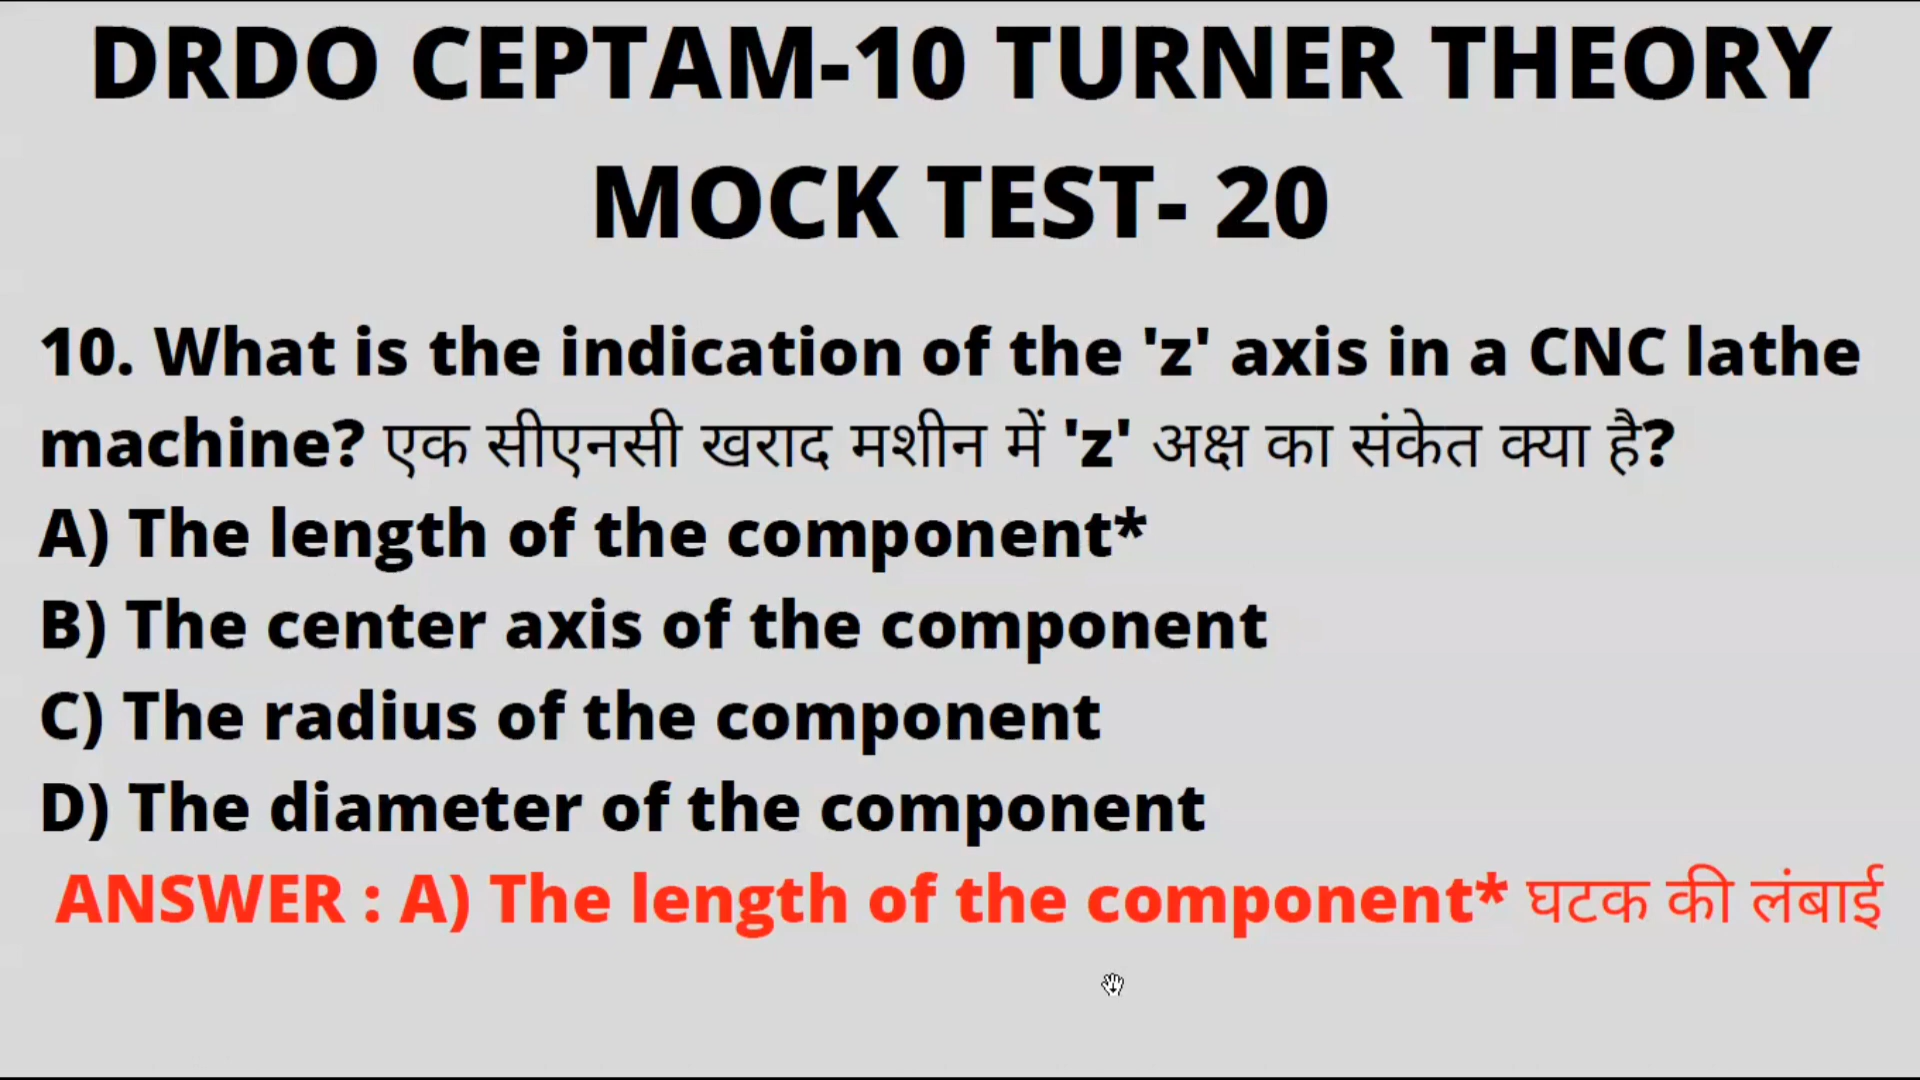 DRDO CEPTAM-10 TURNER THEORY
MOCK TEST- 20
10. What is the indication of the 'z' axis in a CNC lathe
machine? एक सीएनसी खराद मशीन में 'z' अक्ष का संकेत क्या है?
A) The length of the component*
B) The center axis of the component
C) The radius of the component
D) The diameter of the component
ANSWER : A) The length of the component* घटक की लंबाई